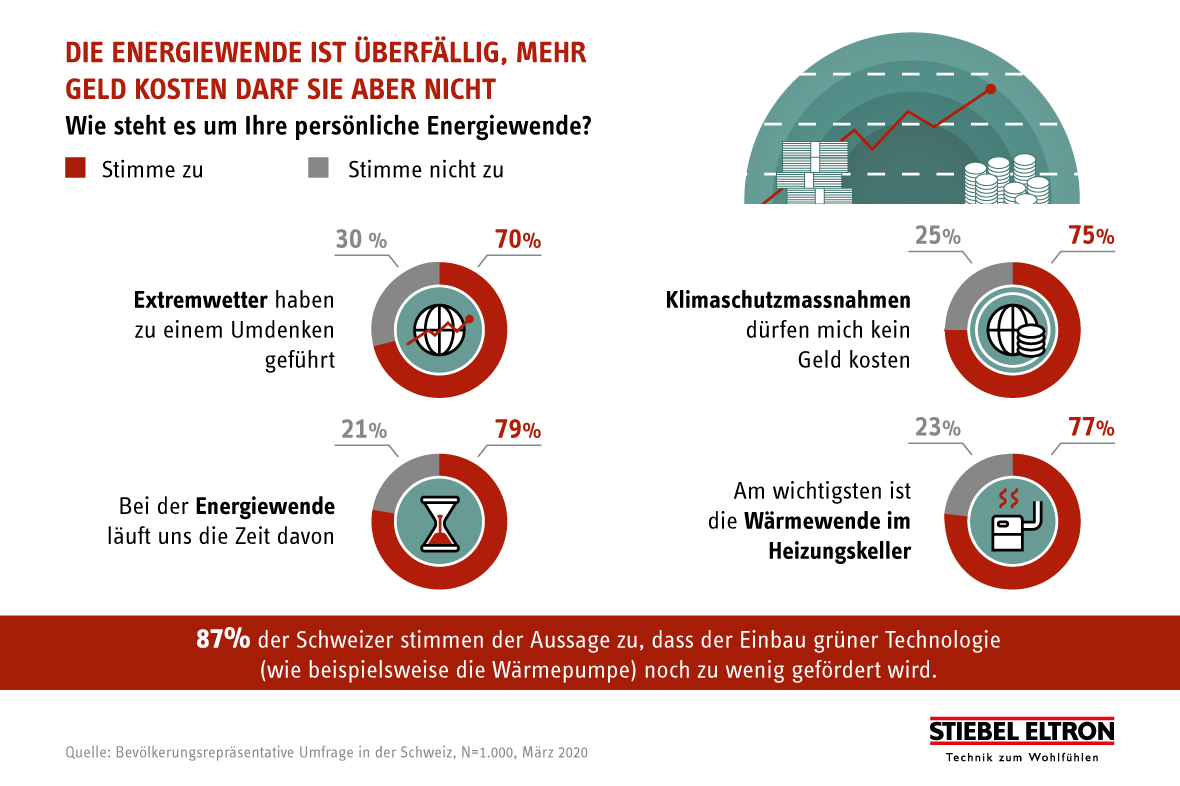 DIE ENERGIEWENDE IST ÜBERFÄLLIG, MEHR
GELD KOSTEN DARF SIE ABER NICHT
Wie steht es um Ihre persönliche Energiewende?
Stimme zu
Stimme nicht zu
30 %
70%
Extremwetter haben
zu einem Umdenken
geführt
25%
75%
Klimaschutzmassnahmen
dürfen mich kein
Geld kosten
21%
79%
Bei der Energiewende
läuft uns die Zeit davon
23%
77%
Am wichtigsten ist
die Wärmewende im
Heizungskeller
87% der Schweizer stimmen der Aussage zu, dass der Einbau grüner Technologie
(wie beispielsweise die Wärmepumpe) noch zu wenig gefördert wird.
Quelle: Bevölkerungsrepräsentative Umfrage in der Schweiz, N=1.000, März 2020
STIEBEL ELTRON
Technik zum Wohlfühlen